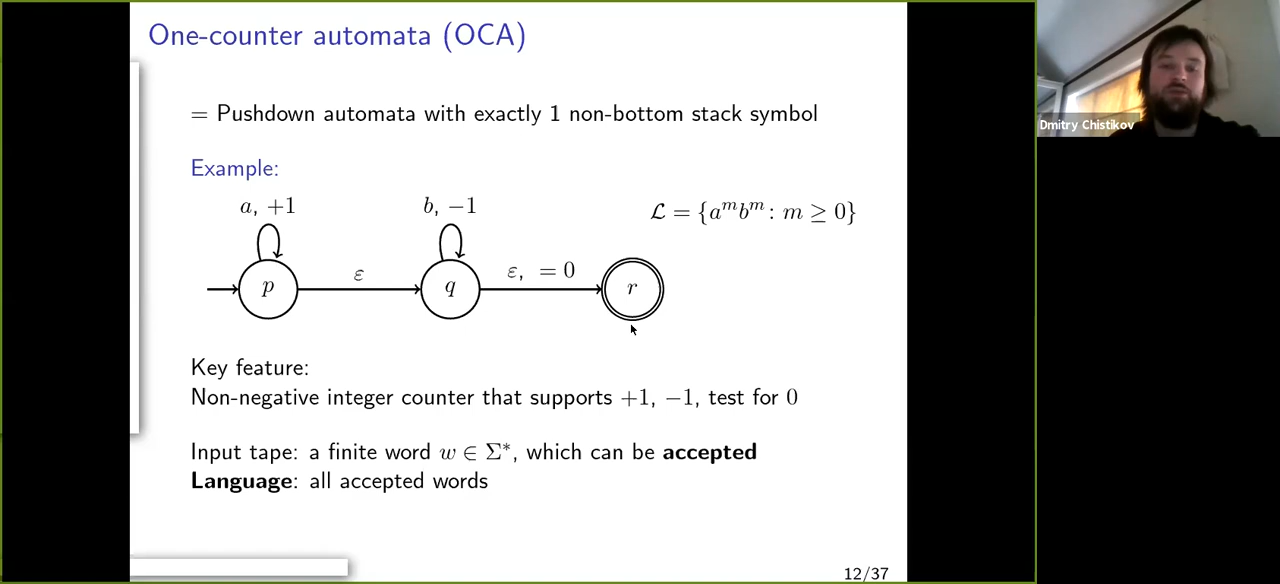 One-counter automata (OCA)
= Pushdown automata with exactly 1 non-bottom stack symbol
Example:
a, +1
b, −1
ℒ = {aᵐbᵐ : m ≥ 0}
p
ε
q
ε, = 0
r
Key feature:
Non-negative integer counter that supports +1, −1, test for 0
Input tape: a finite word w ∈ Σ*, which can be accepted
Language: all accepted words
12/37
Dmitry Chistikov